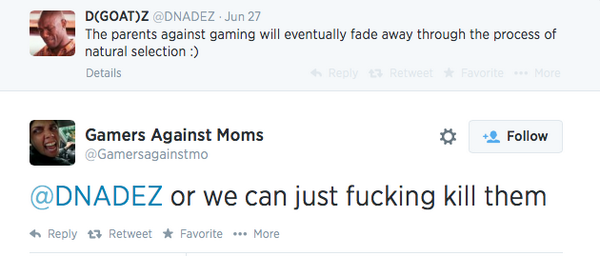 D(GOAT)Z @DNADEZ · Jun 27
The parents against gaming will eventually fade away through the process of
natural selection :)
Details Reply Retweet Favorite More
Gamers Against Moms
@Gamersagainstmo
Follow
@DNADEZ or we can just fucking kill them
Reply Retweet Favorite More